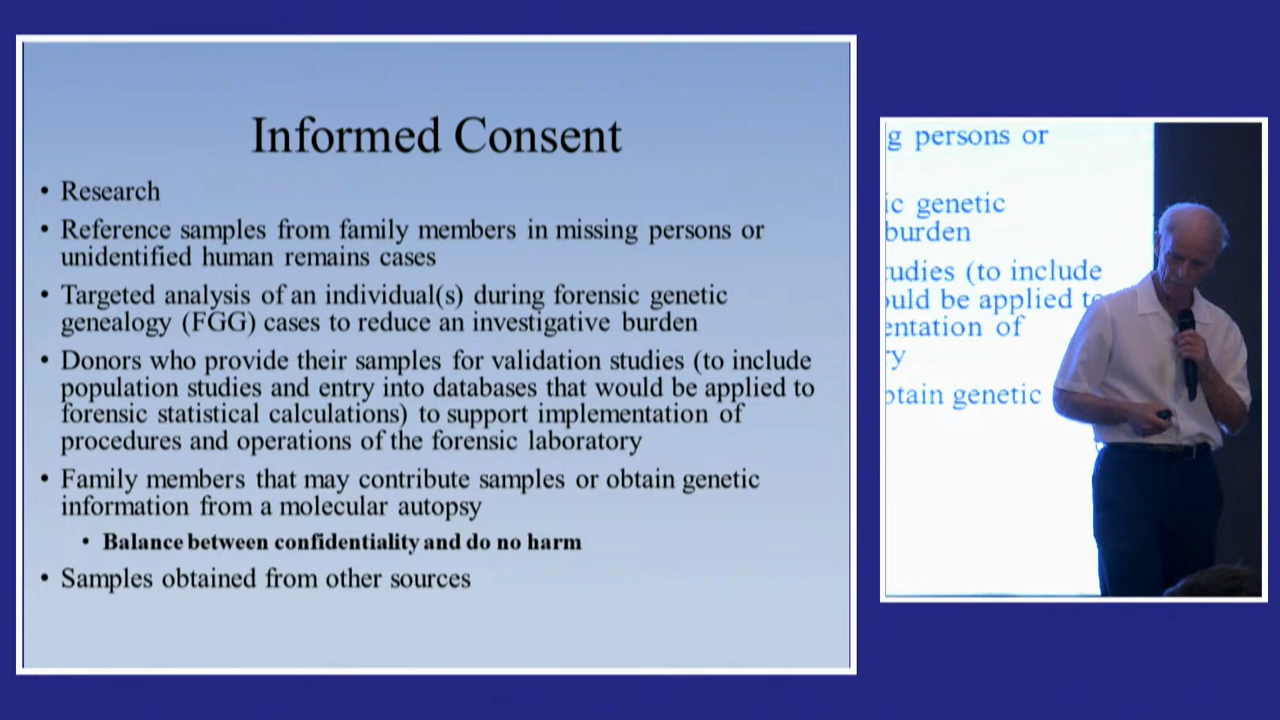 Informed Consent
• Research
• Reference samples from family members in missing persons or
unidentified human remains cases
• Targeted analysis of an individual(s) during forensic genetic
genealogy (FGG) cases to reduce an investigative burden
• Donors who provide their samples for validation studies (to include
population studies and entry into databases that would be applied to
forensic statistical calculations) to support implementation of
procedures and operations of the forensic laboratory
• Family members that may contribute samples or obtain genetic
information from a molecular autopsy
• Balance between confidentiality and do no harm
• Samples obtained from other sources
g persons or
ic genetic
burden
udies (to include
ould be applied to
entation of
ry
otain genetic